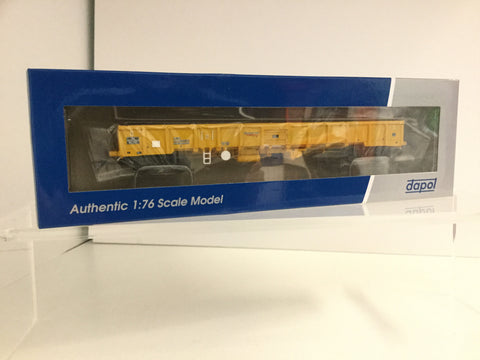 dapol
Authentic 1:76 Scale Model